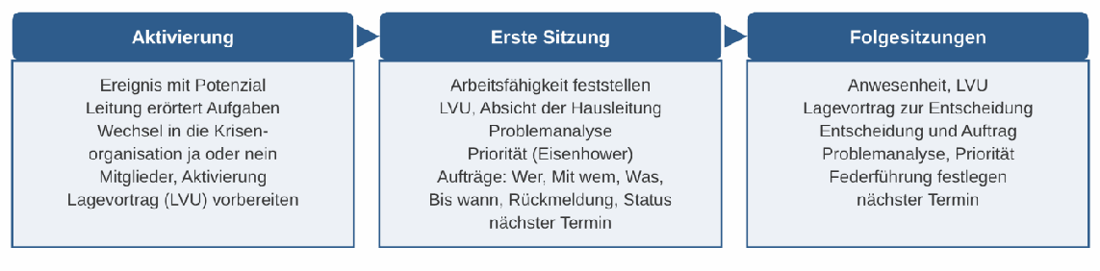 Aktivierung
Ereignis mit Potenzial
Leitung erörtert Aufgaben
Wechsel in die Krisen-
organisation ja oder nein
Mitglieder, Aktivierung
Lagevortrag (LVU) vorbereiten
Erste Sitzung
Arbeitsfähigkeit feststellen
LVU, Absicht der Hausleitung
Problemanalyse
Priorität (Eisenhower)
Aufträge: Wer, Mit wem, Was,
Bis wann, Rückmeldung, Status
nächster Termin
Folgesitzungen
Anwesenheit, LVU
Lagevortrag zur Entscheidung
Entscheidung und Auftrag
Problemanalyse, Priorität
Federführung festlegen
nächster Termin